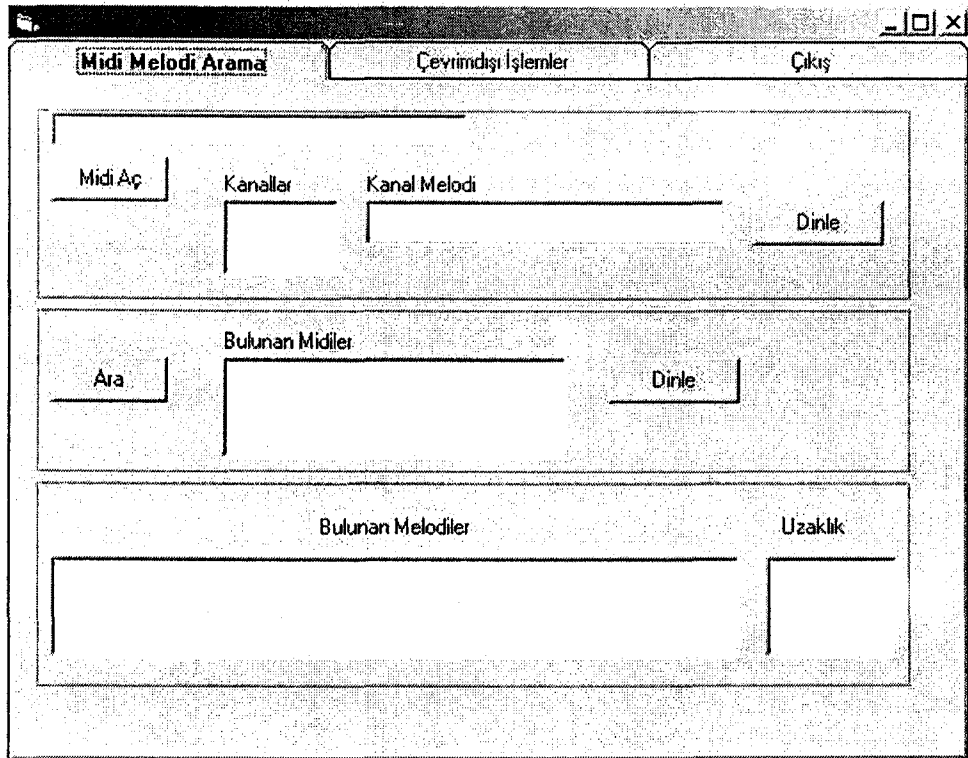 Midi Melodi Arama Çevrimdışı İşlemler Çıkış
Midi Aç
Kanallar Kanal Melodi
Dinle
Bulunan Midiler
Ara Dinle
Bulunan Melodiler Uzaklık